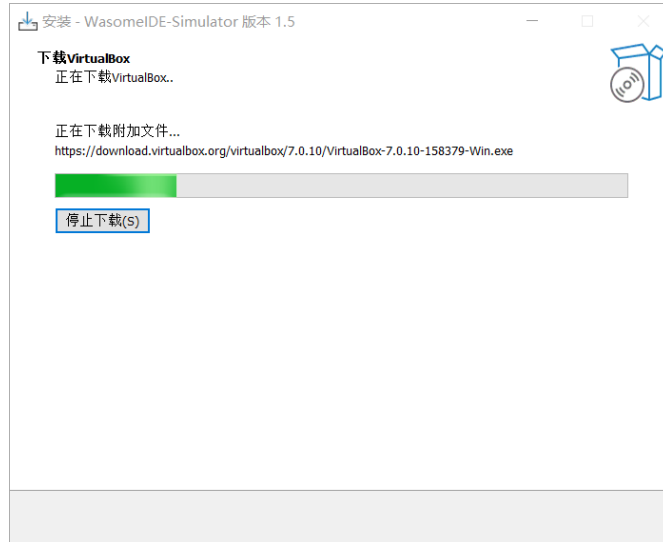 安装 - WasomeIDE-Simulator 版本 1.5
下载VirtualBox
正在下载VirtualBox..
正在下载附加文件...
https://download.virtualbox.org/virtualbox/7.0.10/VirtualBox-7.0.10-158379-Win.exe
停止下载(S)